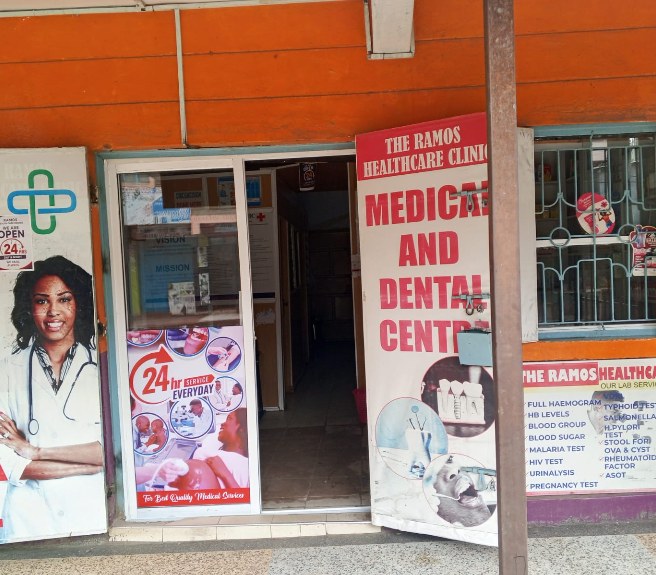 WE ARE
OPEN
24
VISION
MISSION
24hr SERVICE
EVERYDAY
For Best Quality Medical Services
THE RAMOS
HEALTHCARE CLINIC
MEDICAL
AND
DENTAL
CENTR
THE RAMOS HEALTHCA
OUR LAB SERVIC
FULL HAEMOGRAM
HB LEVELS
BLOOD GROUP
BLOOD SUGAR
MALARIA TEST
HIV TEST
URINALYSIS
PREGNANCY TEST
TYPHOID TEST
SALMONELLA
H.PYLORI
TEST
STOOL FOR
OVA & CYST
RHEUMATOID
FACTOR
ASOT